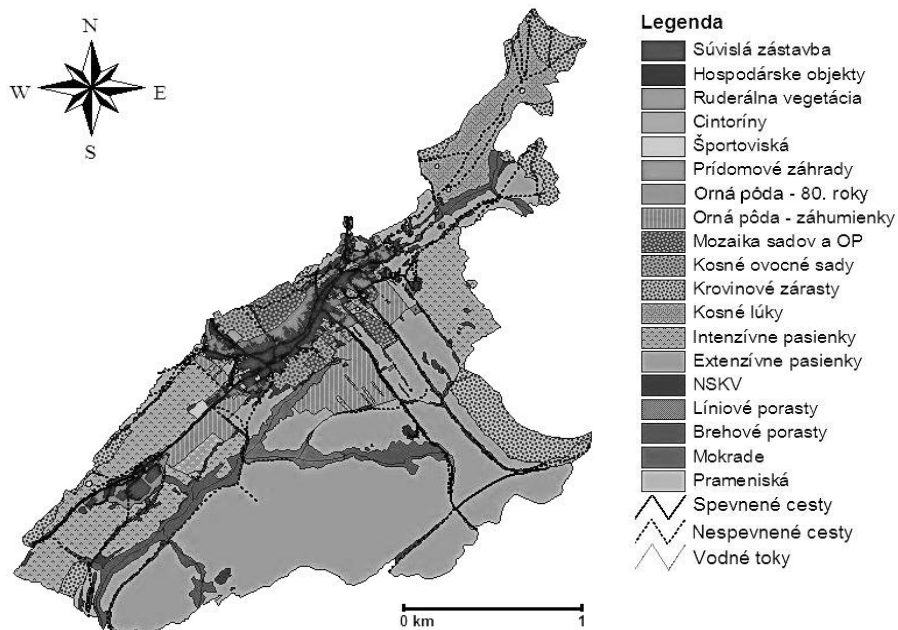 N
W E
S
Legenda
Súvislá zástavba
Hospodárske objekty
Ruderálna vegetácia
Cintoríny
Športoviská
Prídomové záhrady
Orná pôda - 80. roky
Orná pôda - záhumienky
Mozaika sadov a OP
Kosné ovocné sady
Krovinové zárasty
Kosné lúky
Intenzívne pasienky
Extenzívne pasienky
NSKV
Líniové porasty
Brehové porasty
Mokrade
Prameniská
Spevnené cesty
Nespevnené cesty
Vodné toky
0 km 1